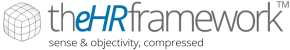 theHRframework™
sense & objectivity, compressed